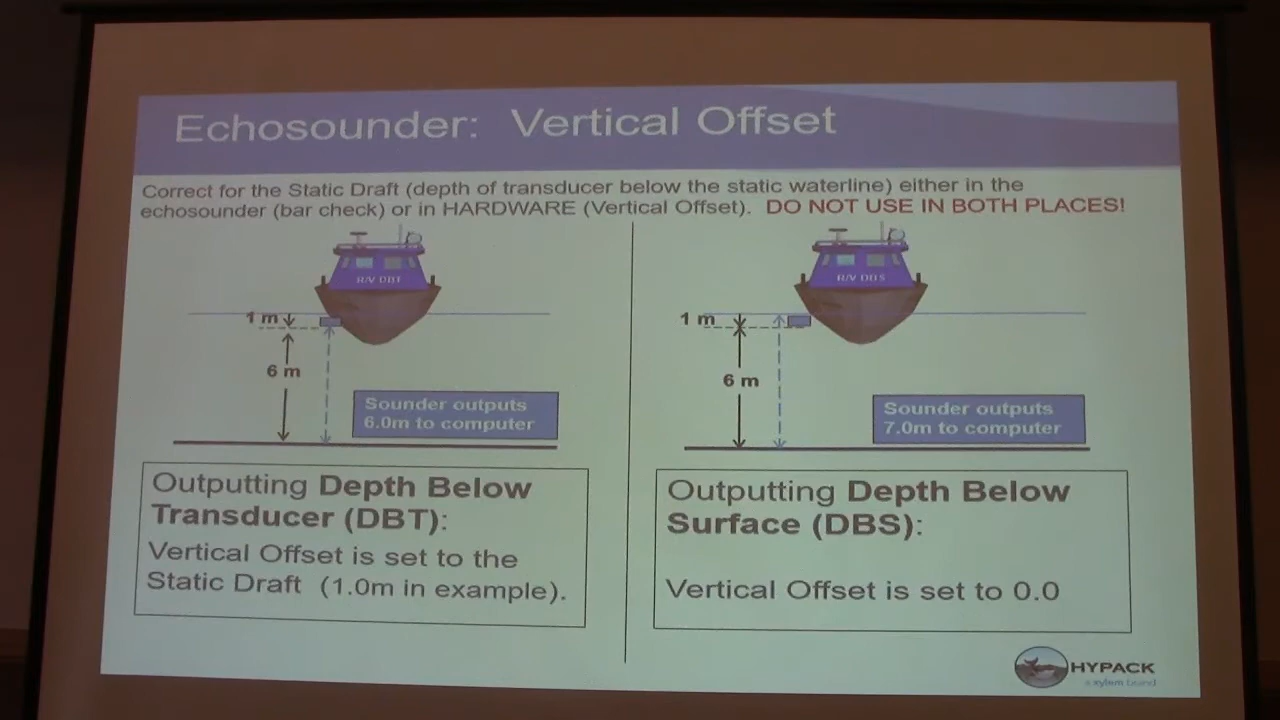 Echosounder: Vertical Offset
Correct for the Static Draft (depth of transducer below the static waterline) either in the
echosounder (bar check) or in HARDWARE (Vertical Offset). DO NOT USE IN BOTH PLACES!
R/V DBT
1 m
6 m
Sounder outputs
6.0m to computer
Outputting Depth Below
Transducer (DBT):
Vertical Offset is set to the
Static Draft (1.0m in example).
R/V DBS
1 m
6 m
Sounder outputs
7.0m to computer
Outputting Depth Below
Surface (DBS):
Vertical Offset is set to 0.0
HYPACK
a xylem brand